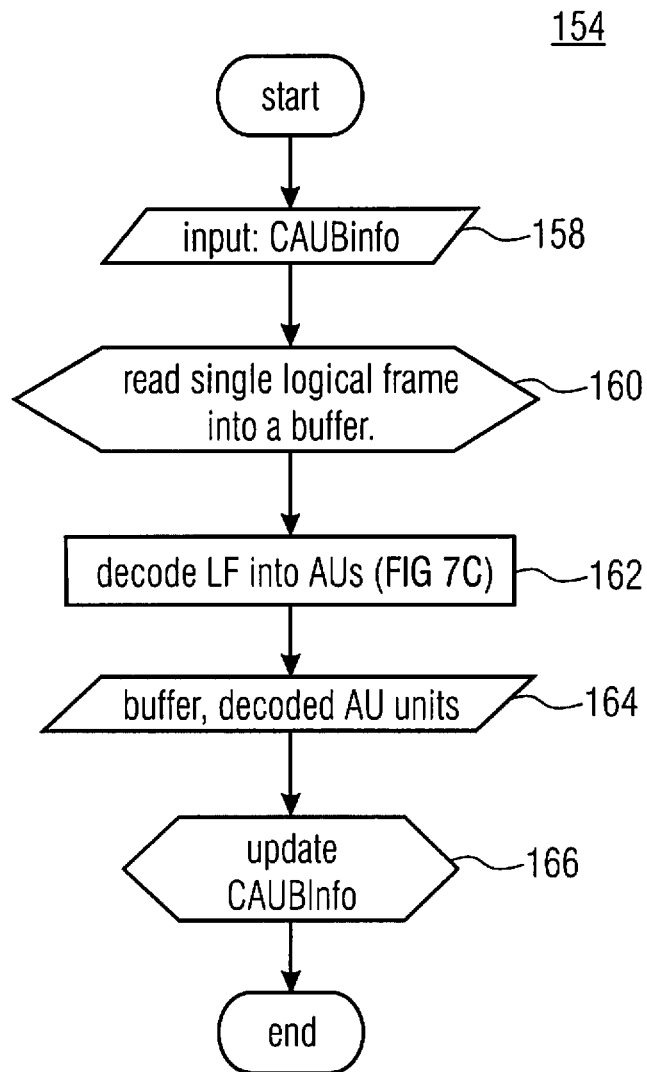 154
start
input: CAUBinfo
158
read single logical frame
into a buffer.
160
decode LF into AUs (FIG 7C)
162
buffer, decoded AU units
164
update
CAUBInfo
166
end